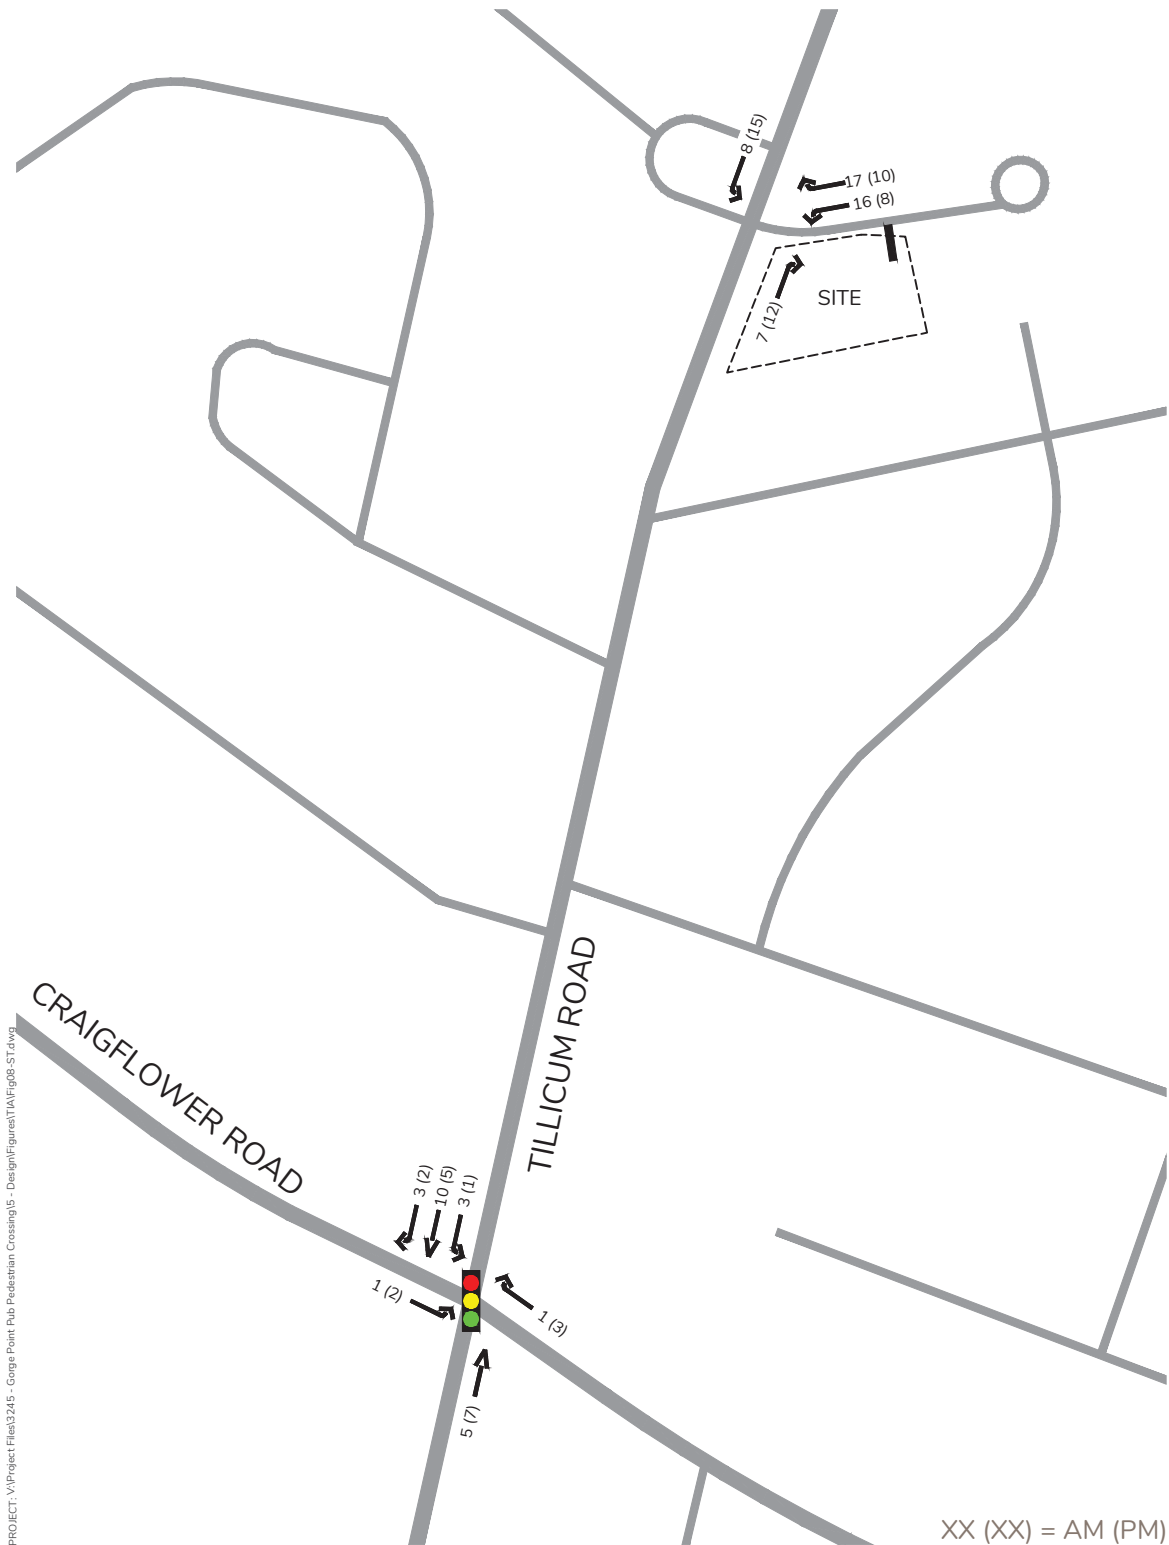 8 (15)
17 (10)
16 (8)
SITE
7 (12)
TILLICUM ROAD
CRAIGFLOWER ROAD
3 (2)
10 (5)
3 (1)
1 (2)
1 (3)
5 (7)
XX (XX) = AM (PM)
PROJECT: V:\Project Files\3245 - Gorge Point Pub Pedestrian Crossing\5 - Design\Figures\TIA\Fig08-ST.dwg